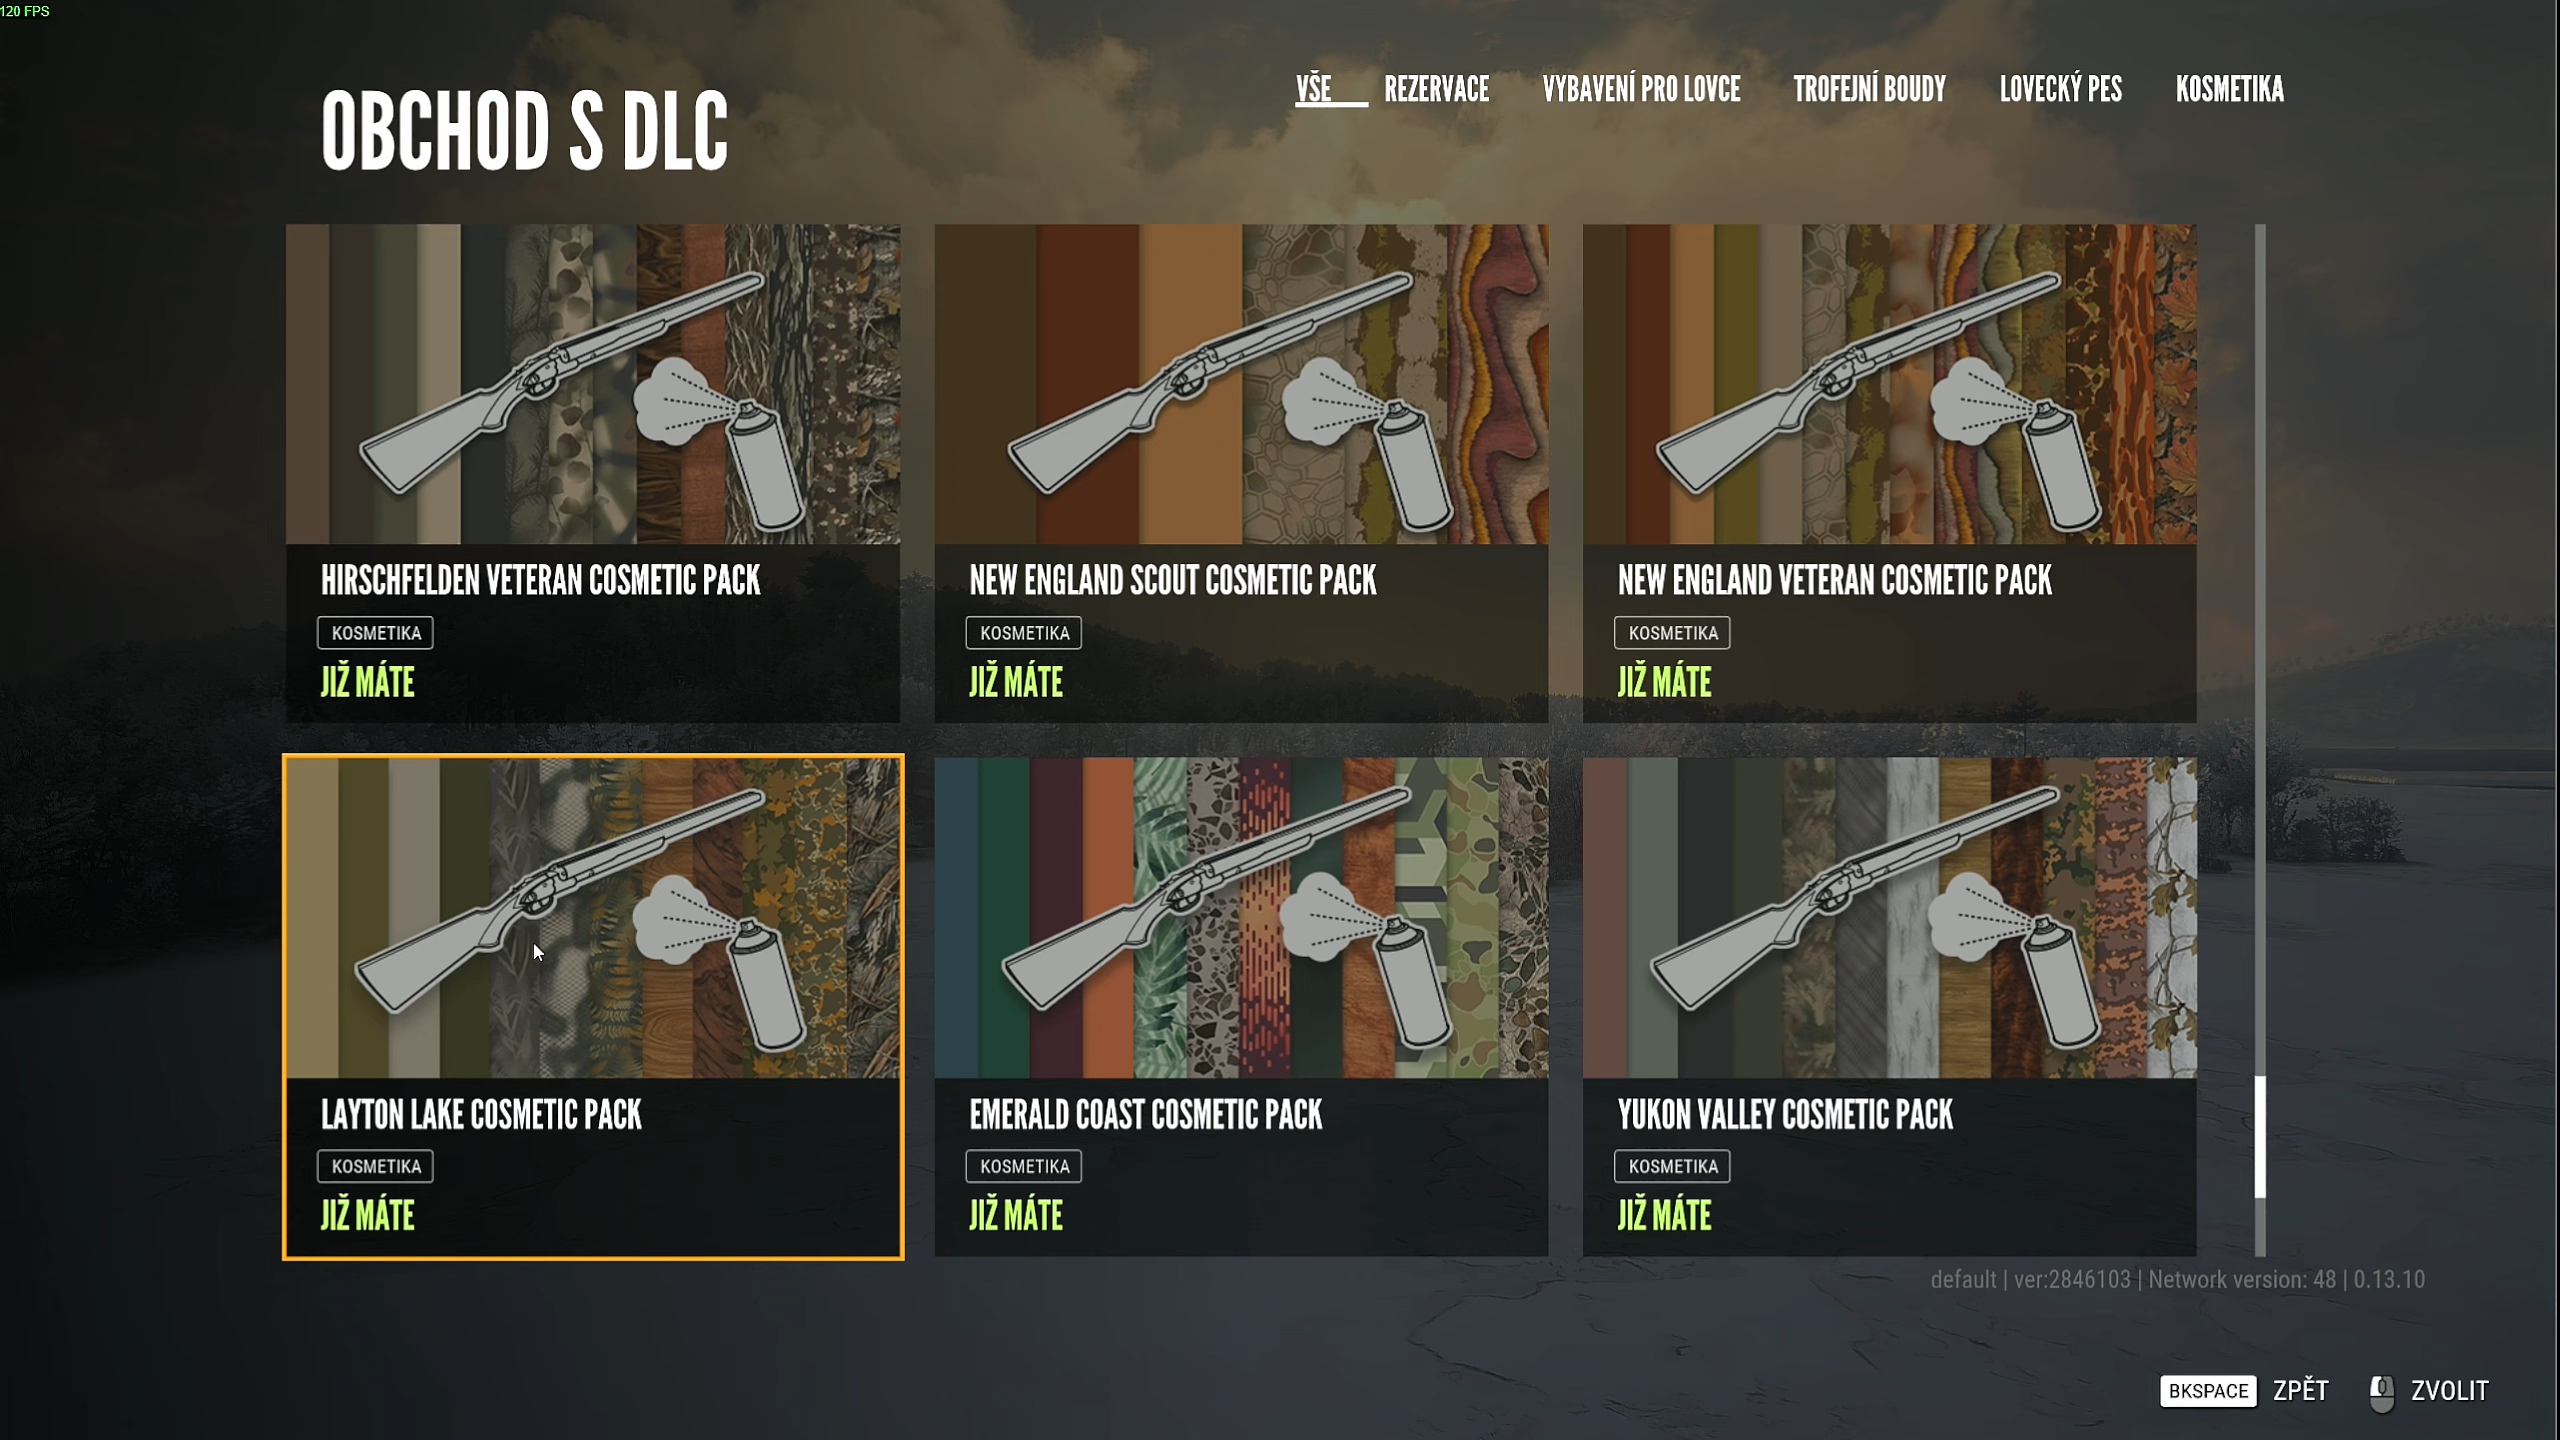 120 FPS
OBCHOD S DLC
VŠE REZERVACE VYBAVENÍ PRO LOVCE TROFEJNÍ BOUDY LOVECKÝ PES KOSMETIKA
HIRSCHFELDEN VETERAN COSMETIC PACK
KOSMETIKA
JIŽ MÁTE
NEW ENGLAND SCOUT COSMETIC PACK
KOSMETIKA
JIŽ MÁTE
NEW ENGLAND VETERAN COSMETIC PACK
KOSMETIKA
JIŽ MÁTE
LAYTON LAKE COSMETIC PACK
KOSMETIKA
JIŽ MÁTE
EMERALD COAST COSMETIC PACK
KOSMETIKA
JIŽ MÁTE
YUKON VALLEY COSMETIC PACK
KOSMETIKA
JIŽ MÁTE
default | ver:2846103 | Network version: 48 | 0.13.10
BKSPACE ZPĚT ZVOLIT